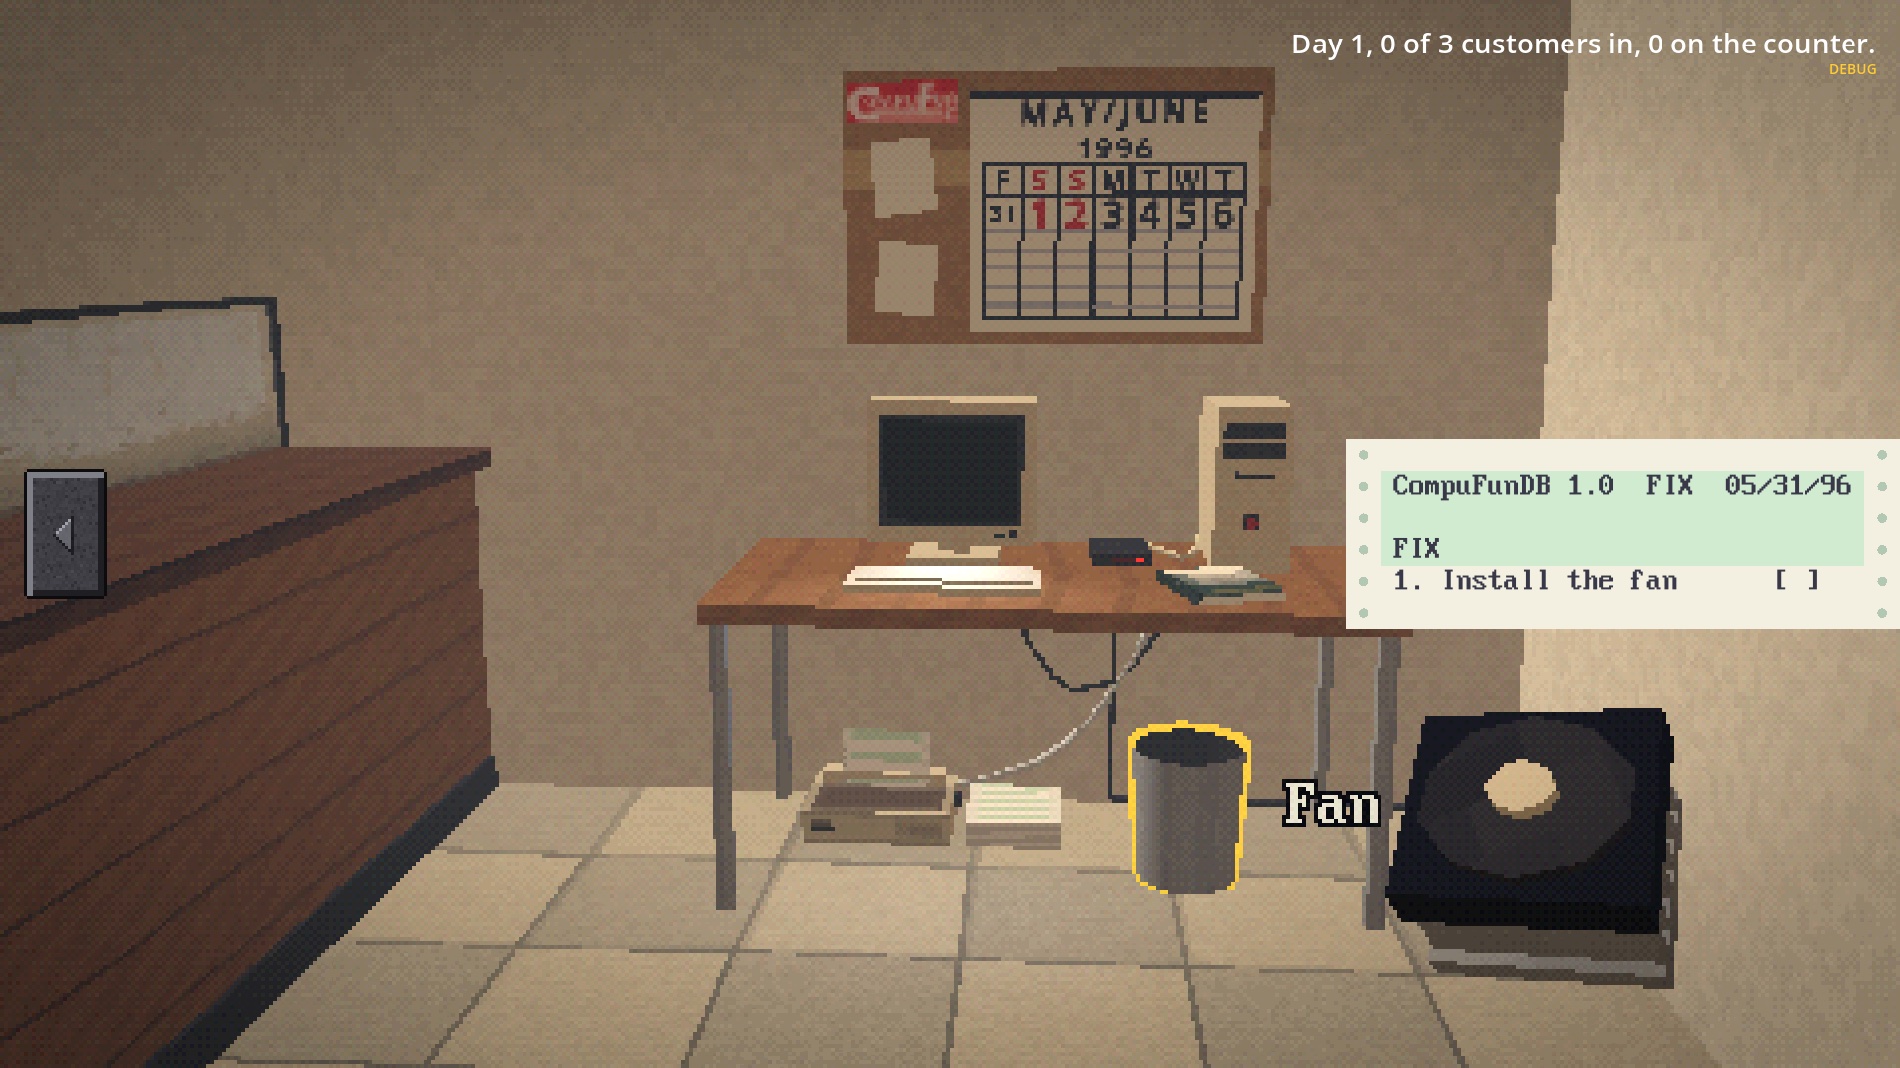 Day 1, 0 of 3 customers in, 0 on the counter.
DEBUG
CompuFun
MAY/JUNE
1996
F S S M T W T
31 1 2 3 4 5 6
CompuFunDB 1.0 FIX 05/31/96
FIX
1. Install the fan [ ]
Fan